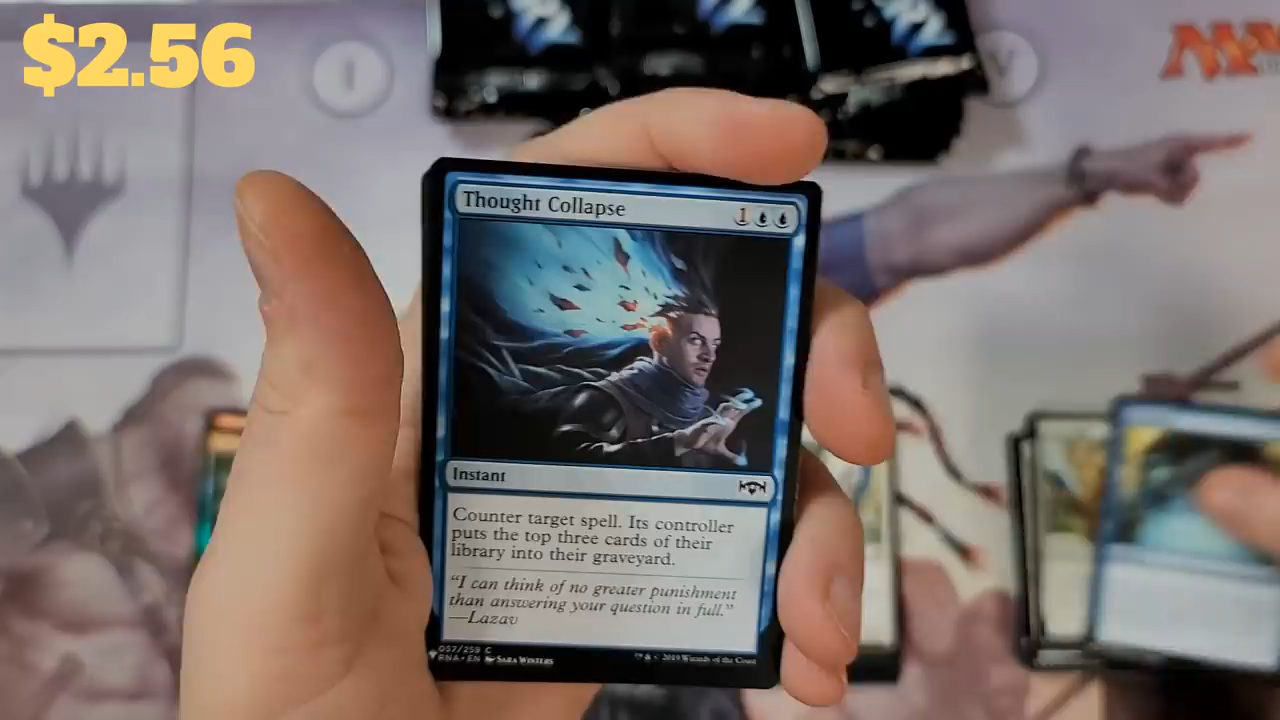 $2.56
I
V
Thought Collapse
1
Instant
Counter target spell. Its controller
puts the top three cards of their
library into their graveyard.
"I can think of no greater punishment
than answering your question in full."
—Lazav
057/259 C
RNA • EN Sara Winters
™ & © 2019 Wizards of the Coast